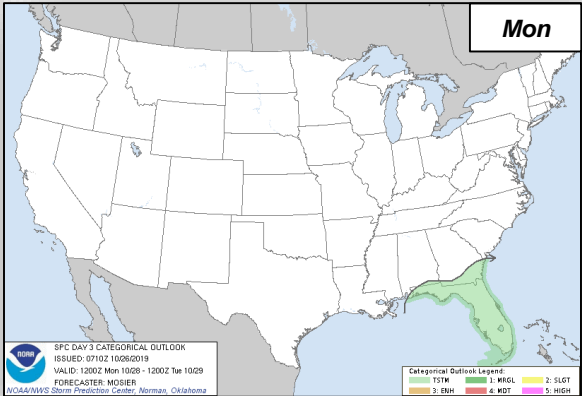 Mon
SPC DAY 3 CATEGORICAL OUTLOOK
ISSUED: 0710Z 10/26/2019
VALID: 1200Z Mon 10/28 - 1200Z Tue 10/29
FORECASTER: MOSIER
NOAA/NWS Storm Prediction Center, Norman, Oklahoma
NOAA
Categorical Outlook Legend:
TSTM 1: MRGL 2: SLGT
3: ENH 4: MDT 5: HIGH